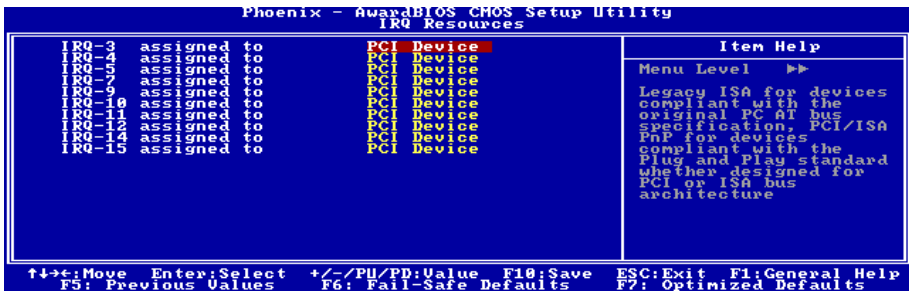 Phoenix - AwardBIOS CMOS Setup Utility
IRQ Resources
IRQ-3 assigned to PCI Device
IRQ-4 assigned to PCI Device
IRQ-5 assigned to PCI Device
IRQ-7 assigned to PCI Device
IRQ-9 assigned to PCI Device
IRQ-10 assigned to PCI Device
IRQ-11 assigned to PCI Device
IRQ-12 assigned to PCI Device
IRQ-14 assigned to PCI Device
IRQ-15 assigned to PCI Device
Item Help
Menu Level ▶▶
Legacy ISA for devices
compliant with the
original PC AT bus
specification, PCI/ISA
PnP for devices
compliant with the
Plug and Play standard
whether designed for
PCI or ISA bus
architecture
↑↓→←:Move Enter:Select +/-/PU/PD:Value F10:Save ESC:Exit F1:General Help
F5: Previous Values F6: Fail-Safe Defaults F7: Optimized Defaults